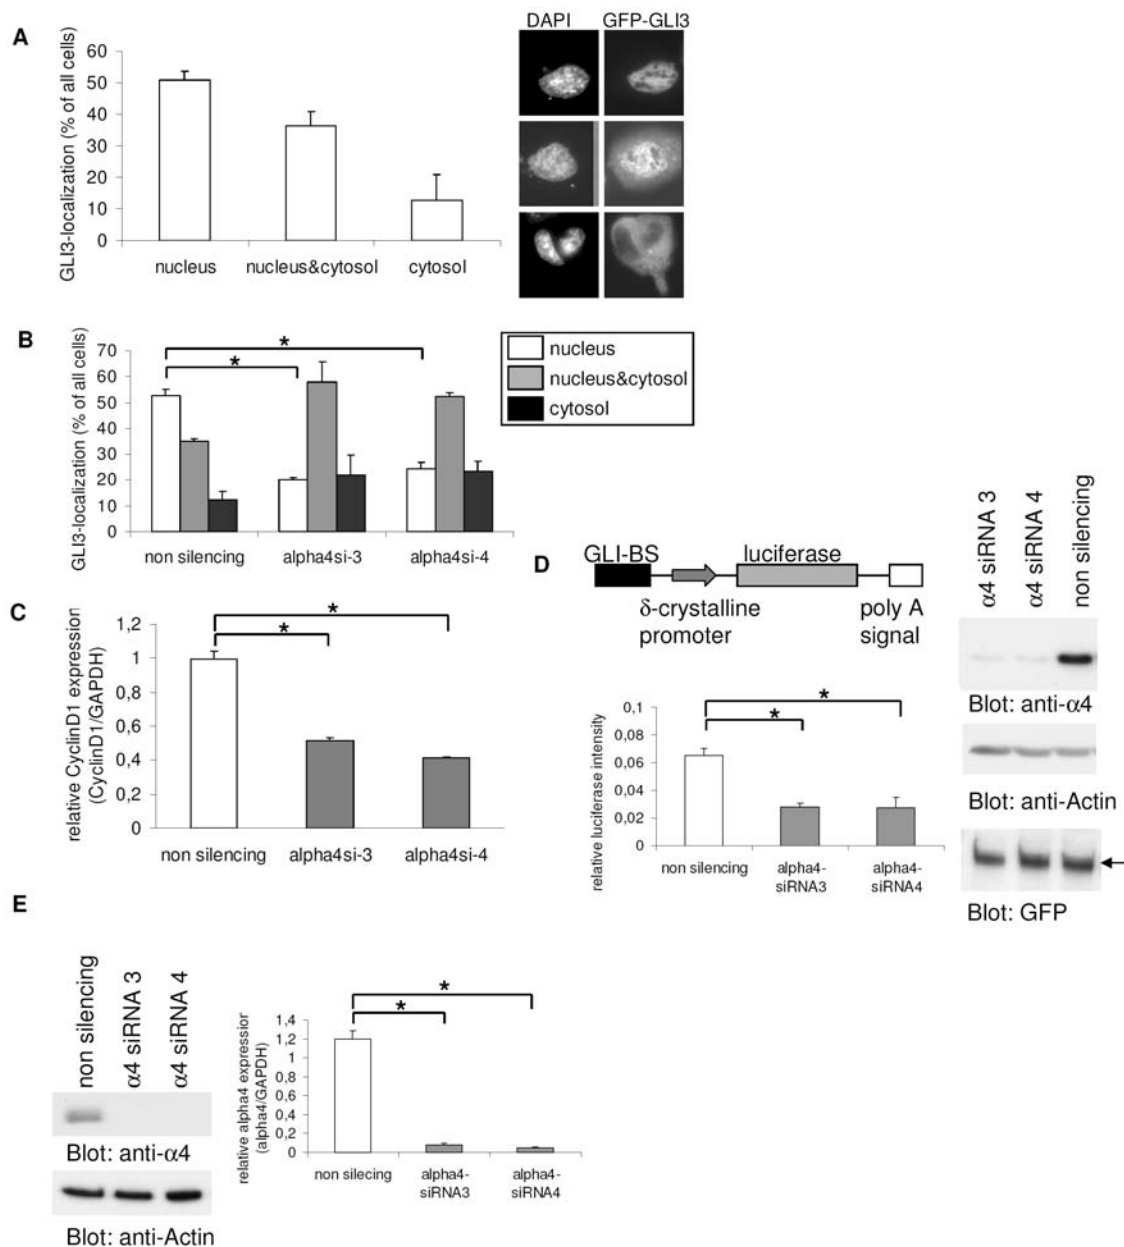 A
DAPI
GFP-GLI3
GLI3-localization (% of all cells)
60
50
40
30
20
10
0
nucleus
nucleus&cytosol
cytosol
B
GLI3-localization (% of all cells)
70
60
50
40
30
20
10
0
*
*
non silencing
alpha4si-3
alpha4si-4
nucleus
nucleus&cytosol
cytosol
C
relative CyclinD1 expression
(CyclinD1/GAPDH)
1,2
1
0,8
0,6
0,4
0,2
0
*
*
non silencing
alpha4si-3
alpha4si-4
D
GLI-BS
luciferase
δ-crystalline
promoter
poly A
signal
relative luciferase intensity
0,1
0,08
0,06
0,04
0,02
0
*
*
non silencing
alpha4-
siRNA3
alpha4-
siRNA4
α4 siRNA 3
α4 siRNA 4
non silencing
Blot: anti-α4
Blot: anti-Actin
Blot: GFP
E
non silencing
α4 siRNA 3
α4 siRNA 4
Blot: anti-α4
Blot: anti-Actin
relative alpha4 expression
(alpha4/GAPDH)
1,4
1,2
1
0,8
0,6
0,4
0,2
0
*
*
non silecing
alpha4-
siRNA3
alpha4-
siRNA4